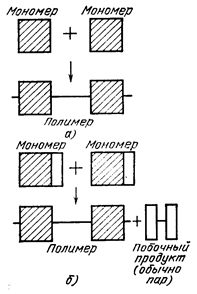 Мономер Мономер
+
Полимер
а)
Мономер Мономер
+
+
Полимер
Побочный
продукт
(обычно
пар)
б)